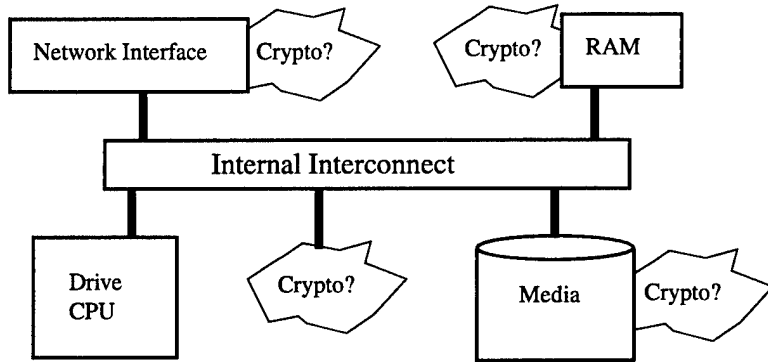 Network Interface
Crypto?
Crypto?
RAM
Internal Interconnect
Drive
CPU
Crypto?
Media
Crypto?